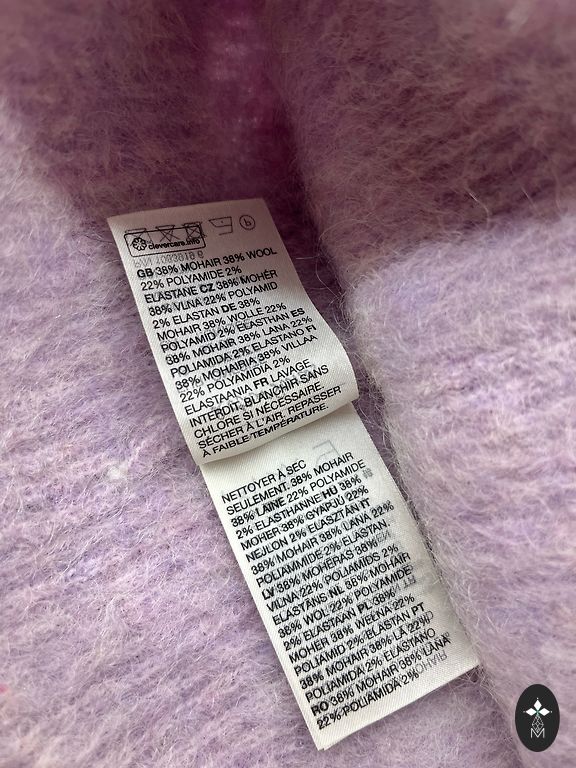 clevercare.info
GB 38% MOHAIR 38% WOOL
22% POLYAMIDE 2%
ELASTANE CZ 38% MOHÉR
38% VLNA 22% POLYAMID
2% ELASTAN DE 38%
MOHAIR 38% WOLLE 22%
POLYAMID 2% ELASTHAN ES
38% MOHAIR 38% LANA 22%
POLIAMIDA 2% ELASTANO FI
38% MOHAIRIA 38% VILLAA
22% POLYAMIDIA 2%
ELASTAANIA FR LAVAGE
INTERDIT. BLANCHIR SANS
CHLORE SI NÉCESSAIRE.
SÉCHER À L'AIR. REPASSER
À FAIBLE TEMPÉRATURE.
NETTOYER À SEC
SEULEMENT. 38% MOHAIR
38% LAINE 22% POLYAMIDE
2% ELASTHANNE HU 38%
MOHER 38% GYAPJÚ 22%
NEJLON 2% ELASZTÁN IT
38% MOHAIR 38% LANA 22%
POLIAMMIDE 2% ELASTAN.
LV 38% MOHĒRAS 38%
VILNA 22% POLIAMĪDS 2%
ELASTĀNS NL 38% MOHAIR
38% WOL 22% POLYAMIDE
2% ELASTAAN PL 38%
MOHER 38% WEŁNA 22%
POLIAMID 2% ELASTAN PT
38% MOHAIR 38% LÃ 22%
POLIAMIDA 2% ELASTANO
RO 38% MOHAIR 38% LÂNĂ
22% POLIAMIDA 2%
M